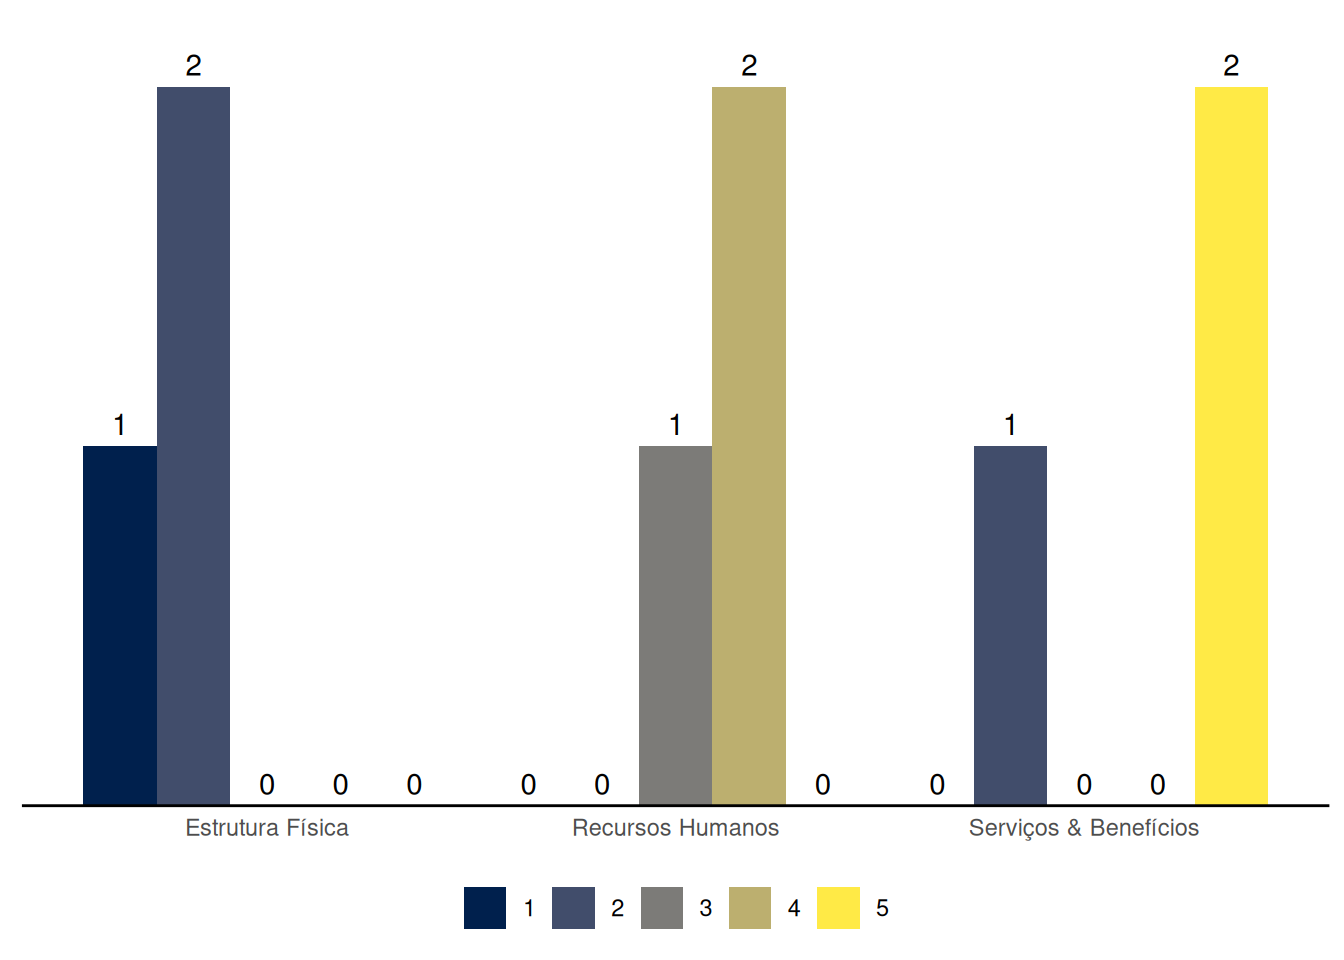 2 2 2
1 1 1
0 0 0 0 0 0 0 0 0
Estrutura Física Recursos Humanos Serviços & Benefícios
1 2 3 4 5